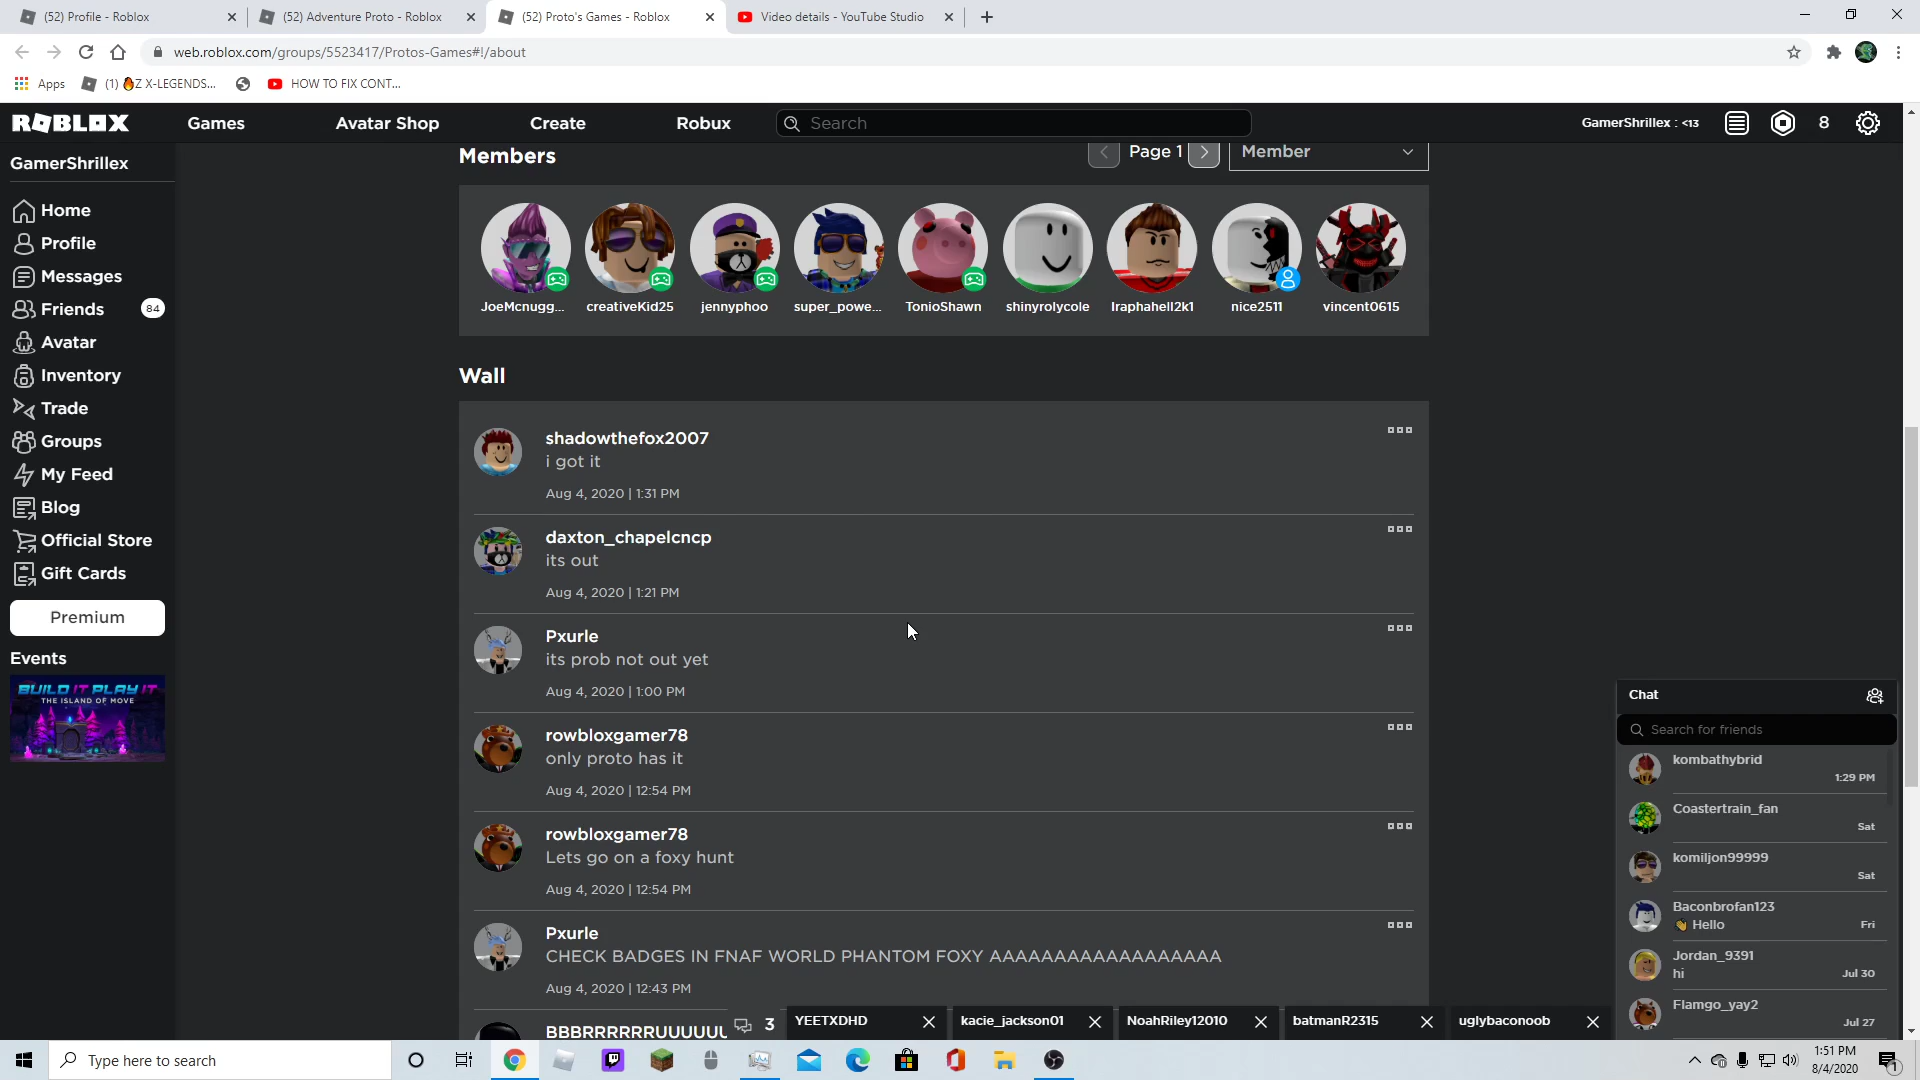 (52) Profile - Roblox
(52) Adventure Proto - Roblox
(52) Proto's Games - Roblox
Video details - YouTube Studio
web.roblox.com/groups/5523417/Protos-Games#!/about
Apps
(1) 🔥Z X-LEGENDS...
HOW TO FIX CONT...
ROBLOX
Games
Avatar Shop
Create
Robux
Search
GamerShrillex : <13
8
GamerShrillex
Home
Profile
Messages
Friends
84
Avatar
Inventory
Trade
Groups
My Feed
Blog
Official Store
Gift Cards
Premium
Events
BUILD IT PLAY IT
THE ISLAND OF MOVE
Members
Page 1
Member
JoeMcnugg...
creativeKid25
jennyphoo
super_powe...
TonioShawn
shinyrolycole
Iraphahell2k1
nice2511
vincent0615
Wall
shadowthefox2007
i got it
Aug 4, 2020 | 1:31 PM
daxton_chapelcncp
its out
Aug 4, 2020 | 1:21 PM
Pxurle
its prob not out yet
Aug 4, 2020 | 1:00 PM
rowbloxgamer78
only proto has it
Aug 4, 2020 | 12:54 PM
rowbloxgamer78
Lets go on a foxy hunt
Aug 4, 2020 | 12:54 PM
Pxurle
CHECK BADGES IN FNAF WORLD PHANTOM FOXY AAAAAAAAAAAAAAAAAA
Aug 4, 2020 | 12:43 PM
BBBRRRRRUUUUUU
Chat
Search for friends
kombathybrid
1:29 PM
Coastertrain_fan
Sat
komiljon99999
Sat
Baconbrofan123
👋 Hello
Fri
Jordan_9391
hi
Jul 30
Flamgo_yay2
Jul 27
3
YEETXDHD
kacie_jackson01
NoahRiley12010
batmanR2315
uglybaconoob
Type here to search
1:51 PM
8/4/2020
1